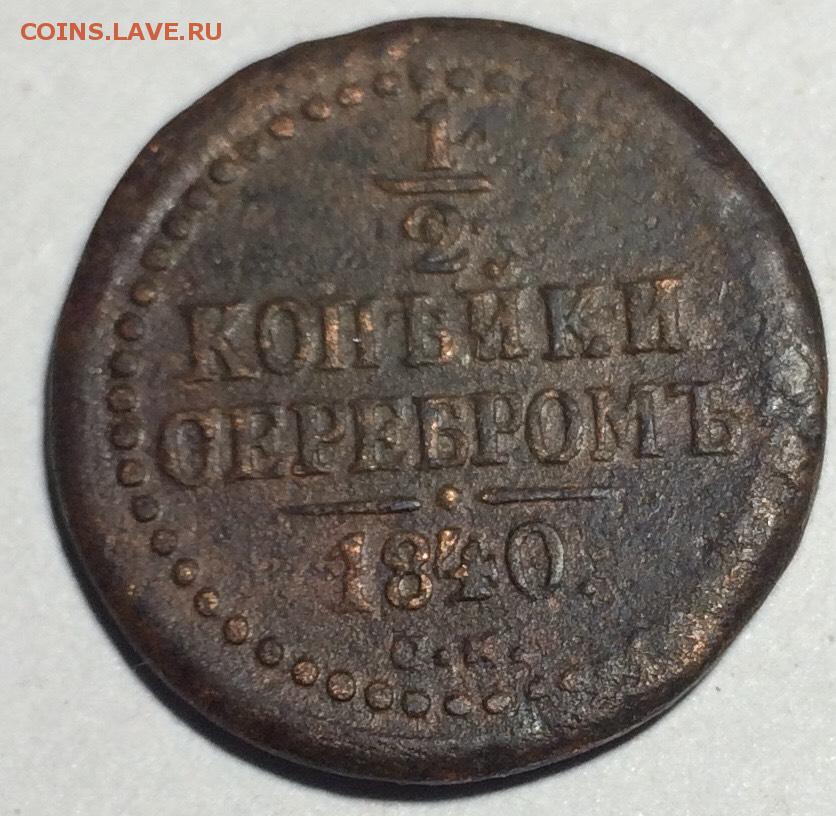 COINS.LAVE.RU
1
2
КОПѢЙКИ
СЕРЕБРОМЪ
1840.
С.М.